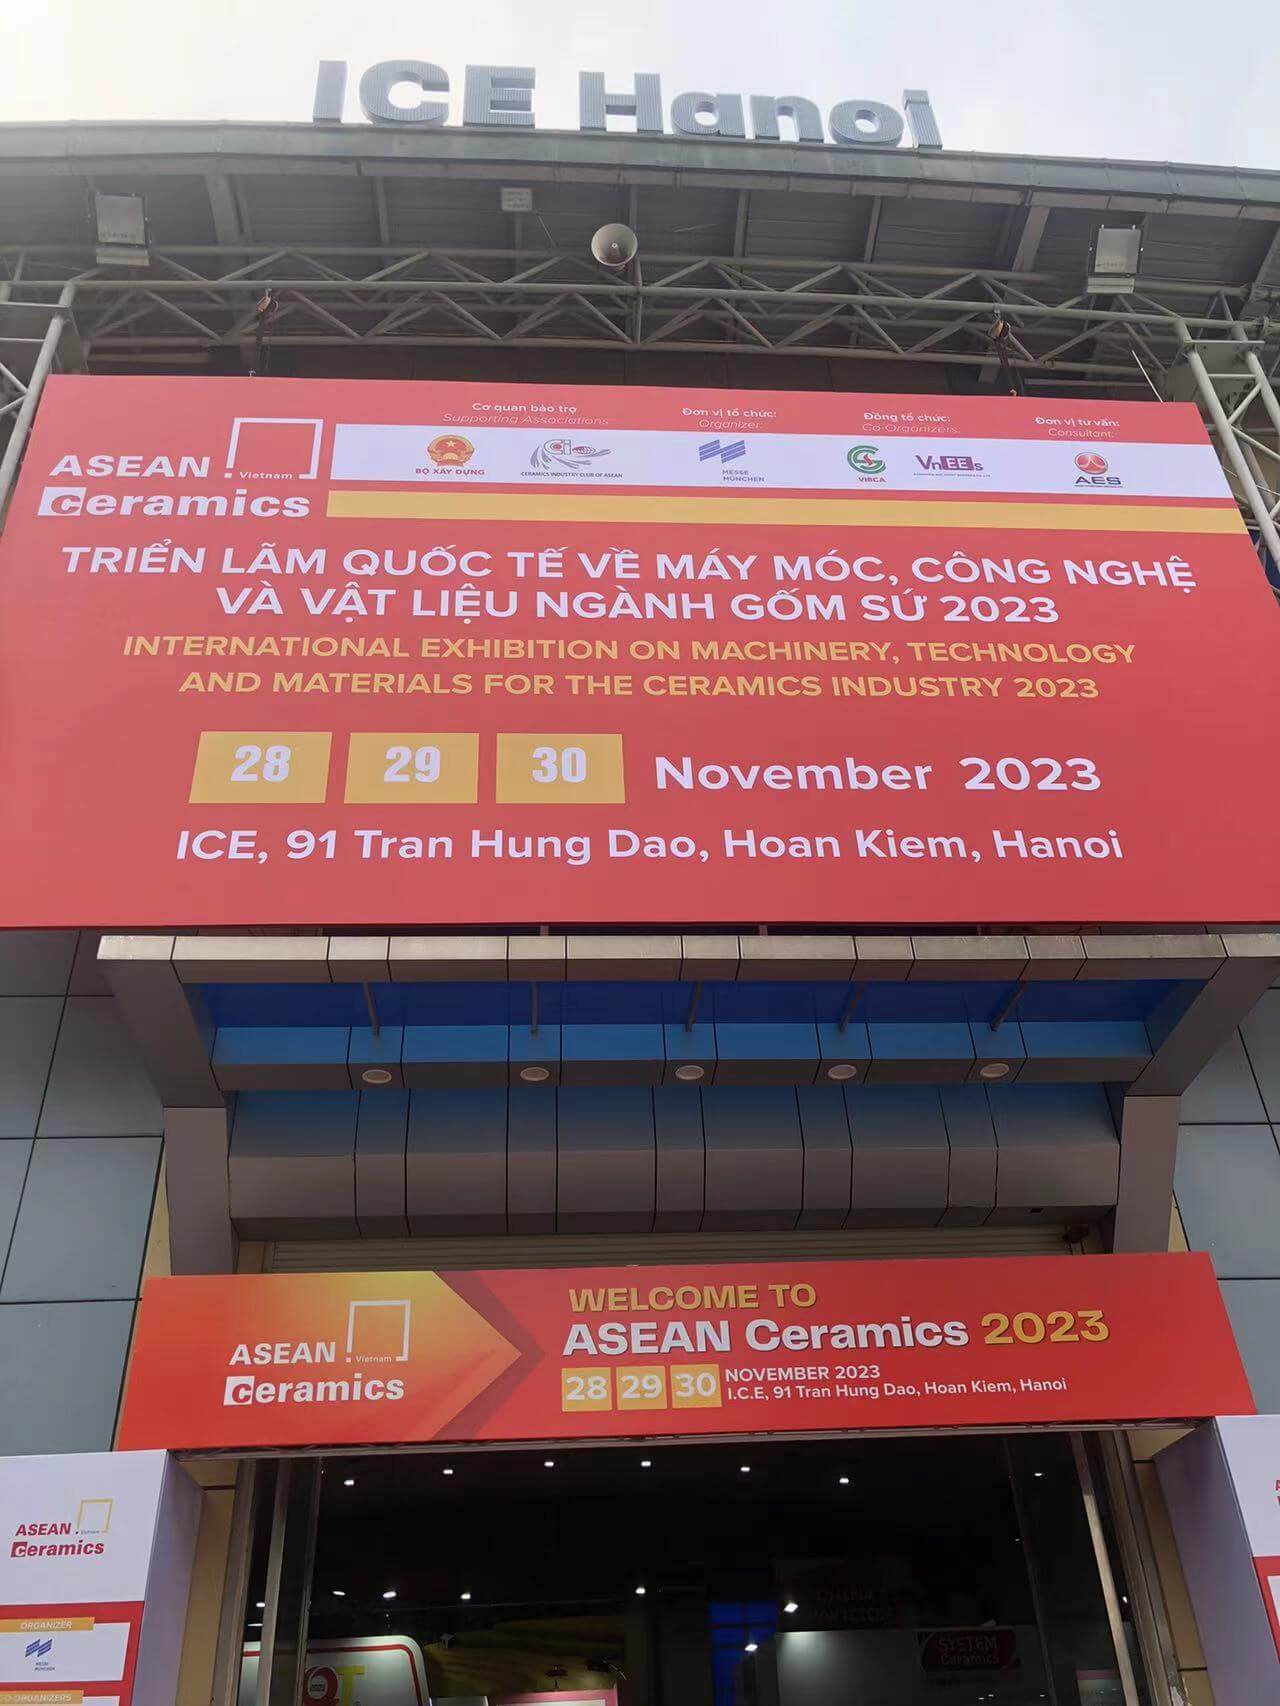 ICE Hanoi
Cơ quan bảo trợ
Supporting Associations
Đơn vị tổ chức:
Organizer:
Đồng tổ chức:
Co-Organizers:
Đơn vị tư vấn:
Consultant:
ASEAN
Vietnam
ceramics
BỘ XÂY DỰNG
CERAMICS INDUSTRY CLUB OF ASEAN
MESSE
MÜNCHEN
VIBCA
VnEEs
AES
TRIỂN LÃM QUỐC TẾ VỀ MÁY MÓC, CÔNG NGHỆ
VÀ VẬT LIỆU NGÀNH GỐM SỨ 2023
INTERNATIONAL EXHIBITION ON MACHINERY, TECHNOLOGY
AND MATERIALS FOR THE CERAMICS INDUSTRY 2023
28 29 30 November 2023
ICE, 91 Tran Hung Dao, Hoan Kiem, Hanoi
ASEAN
Vietnam
ceramics
WELCOME TO
ASEAN Ceramics 2023
28 29 30 NOVEMBER 2023
I.C.E, 91 Tran Hung Dao, Hoan Kiem, Hanoi
ASEAN
Vietnam
ceramics
ORGANIZER
MESSE
MÜNCHEN
CO-ORGANIZERS
SYSTEM
Ceramics